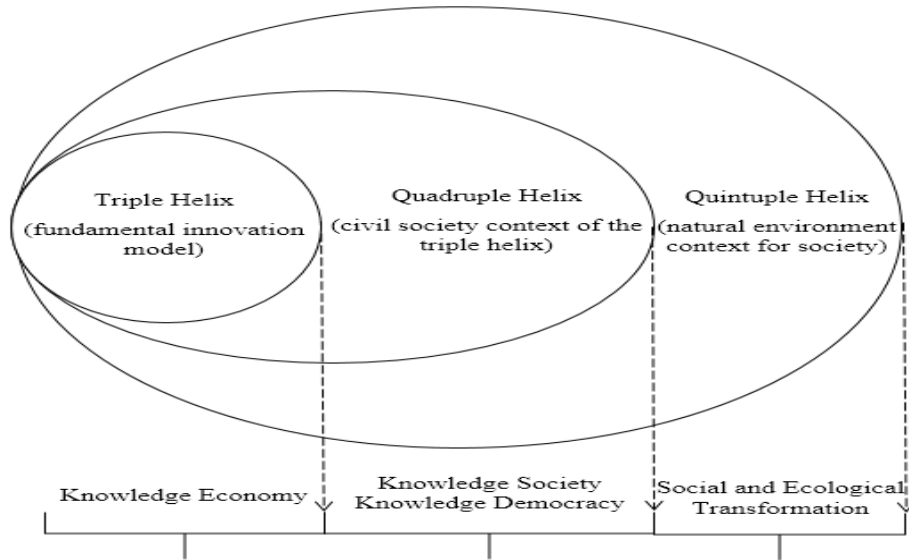 Triple Helix
(fundamental innovation
model)
Quadruple Helix
(civil society context of the
triple helix)
Quintuple Helix
(natural environment
context for society)
Knowledge Economy
Knowledge Society
Knowledge Democracy
Social and Ecological
Transformation